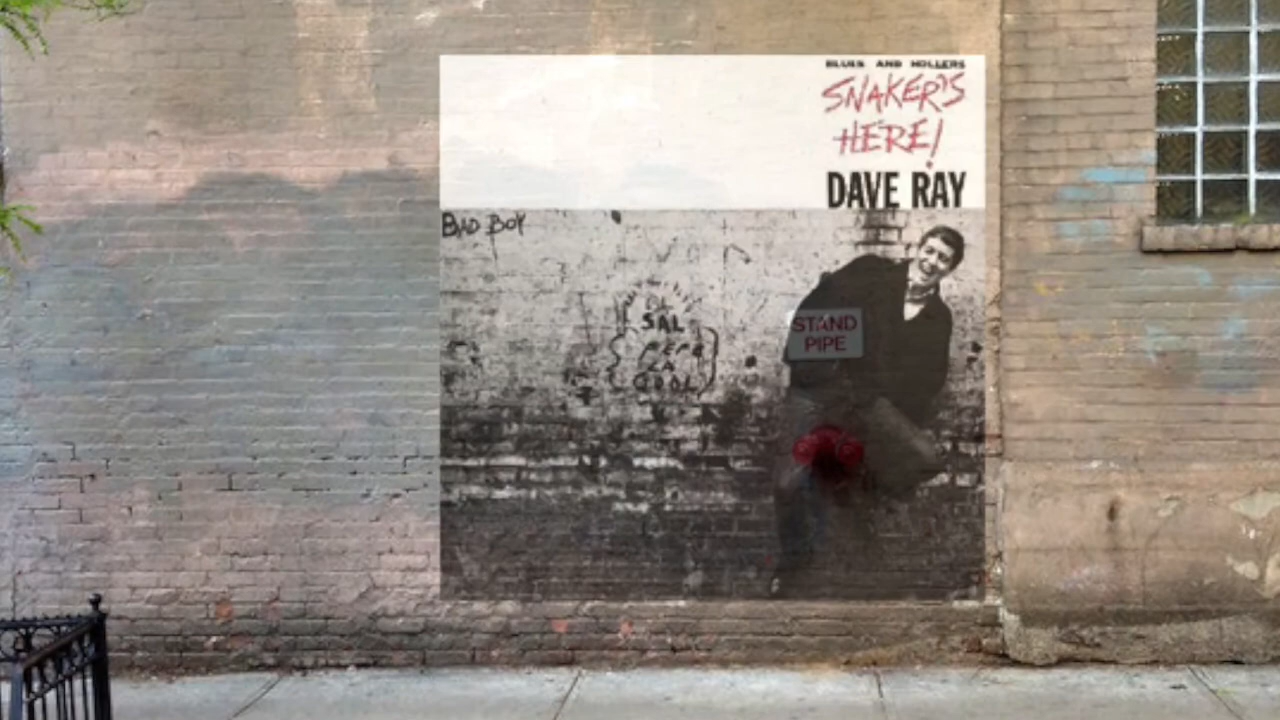 BLUES AND HOLLERS
SNAKER'S
HERE!
DAVE RAY
BAD BOY
SAL
STAND
PIPE